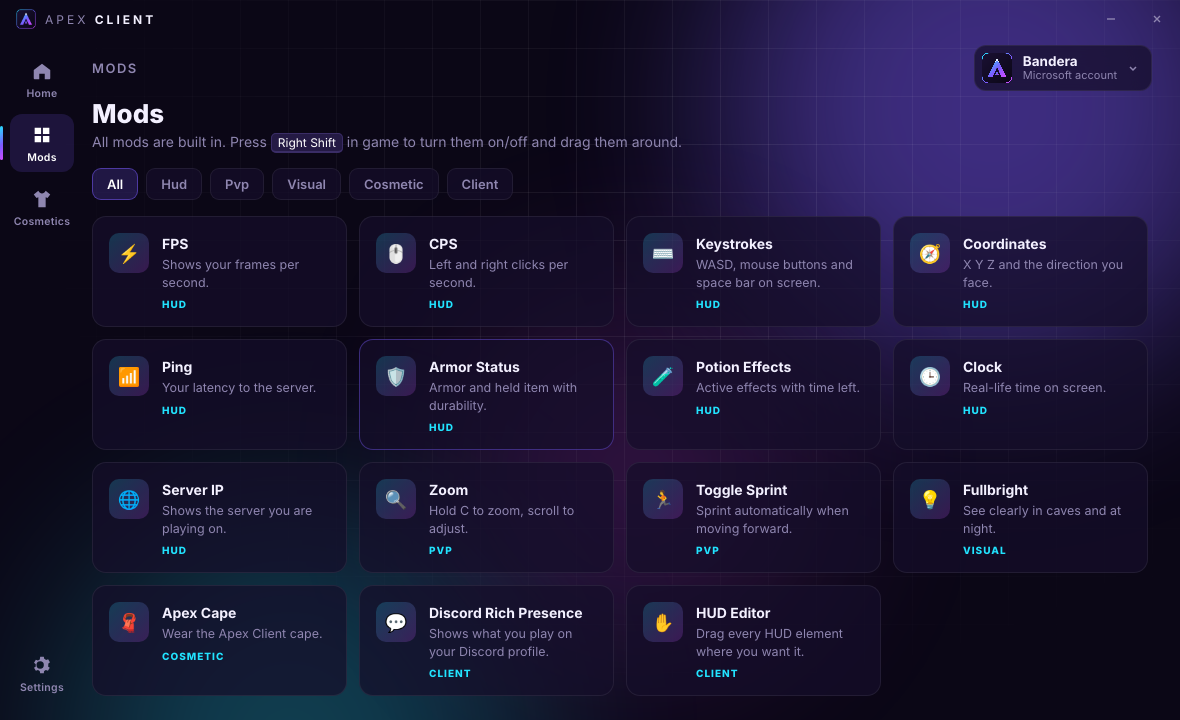 APEX CLIENT
Home
Mods
Cosmetics
Settings
MODS
Bandera
Microsoft account
Mods
All mods are built in. Press Right Shift in game to turn them on/off and drag them around.
All
Hud
Pvp
Visual
Cosmetic
Client
FPS
Shows your frames per
second.
HUD
CPS
Left and right clicks per
second.
HUD
Keystrokes
WASD, mouse buttons and
space bar on screen.
HUD
Coordinates
X Y Z and the direction you
face.
HUD
Ping
Your latency to the server.
HUD
Armor Status
Armor and held item with
durability.
HUD
Potion Effects
Active effects with time left.
HUD
Clock
Real-life time on screen.
HUD
Server IP
Shows the server you are
playing on.
HUD
Zoom
Hold C to zoom, scroll to
adjust.
PVP
Toggle Sprint
Sprint automatically when
moving forward.
PVP
Fullbright
See clearly in caves and at
night.
VISUAL
Apex Cape
Wear the Apex Client cape.
COSMETIC
Discord Rich Presence
Shows what you play on
your Discord profile.
CLIENT
HUD Editor
Drag every HUD element
where you want it.
CLIENT